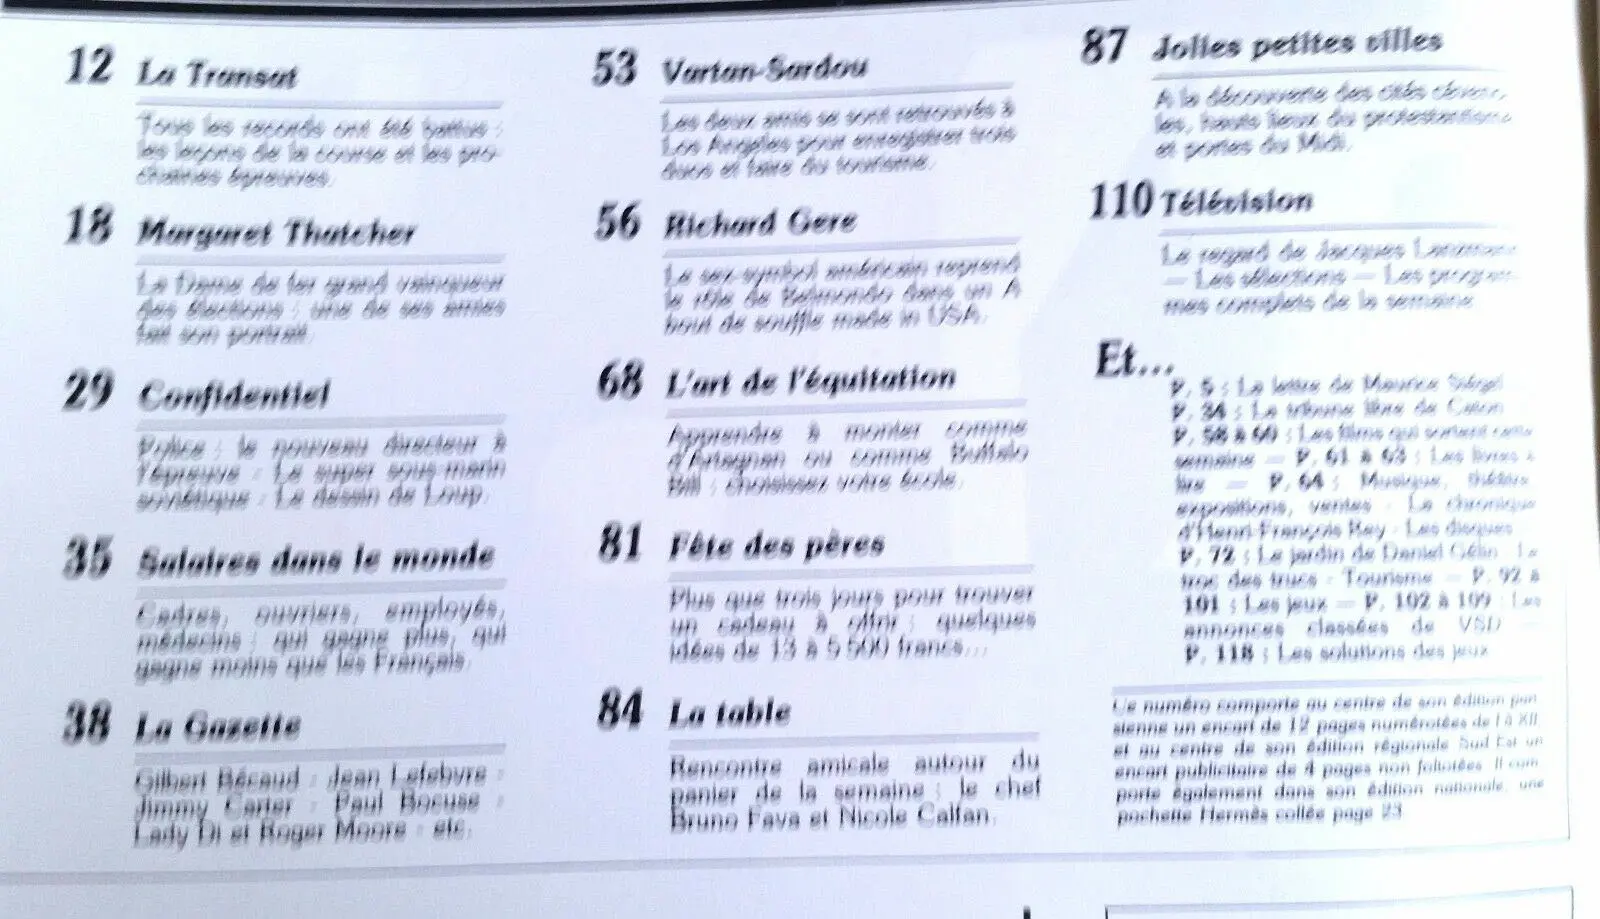 12 La Transat
Tous les records ont été battus :
les leçons de la course et les pro-
chaines épreuves.
18 Margaret Thatcher
La Dame de fer grand vainqueur
des élections : une de ses amies
fait son portrait.
29 Confidentiel
Police : le nouveau directeur à
l'épreuve - Le super sous-marin
soviétique - Le dessin de Loup.
35 Salaires dans le monde
Cadres, ouvriers, employés,
médecins : qui gagne plus, qui
gagne moins que les Français.
38 La Gazette
Gilbert Bécaud - Jean Lefebvre -
Jimmy Carter - Paul Bocuse -
Lady Di et Roger Moore - etc.
53 Vartan-Sardou
Les deux amis se sont retrouvés à
Los Angeles pour enregistrer trois
duos et faire du tourisme.
56 Richard Gere
Le sex-symbol américain reprend
le rôle de Belmondo dans un A
bout de souffle made in USA.
68 L'art de l'équitation
Apprendre à monter comme
d'Artagnan ou comme Buffalo
Bill : choisissez votre école.
81 Fête des pères
Plus que trois jours pour trouver
un cadeau à offrir : quelques
idées de 13 à 5 500 francs...
84 La table
Rencontre amicale autour du
panier de la semaine : le chef
Bruno Fava et Nicole Calfan.
87 Jolies petites villes
A la découverte des cités
les, hauts lieux du protestantisme
et portes du Midi.
110 Télévision
Le regard de Jacques
— Les sélections — Les program-
mes complets de la semaine.
Et...
P. 5 : La lettre de Maurice Siégel
P. 34 : La tribune libre de
P. 58 à 60 : Les films qui sortent cette
semaine — P. 61 à 63 : Les livres à
lire — P. 64 : Musique, théâtre,
expositions, ventes - La chronique
d'Henri-François Rey - Les disques
P. 72 : Le jardin de Daniel Gélin - Le
troc des trucs - Tourisme — P. 92 à
101 : Les jeux — P. 102 à 109 : Les
annonces classées de VSD —
P. 118 : Les solutions des jeux
Ce numéro comporte au centre de son édition pari-
sienne un encart de 12 pages numérotées de I à XII
et au centre de son édition régionale Sud Est un
encart publicitaire de 4 pages non foliotées. Il com-
porte également dans son édition nationale, une
pochette Hermès collée page 23